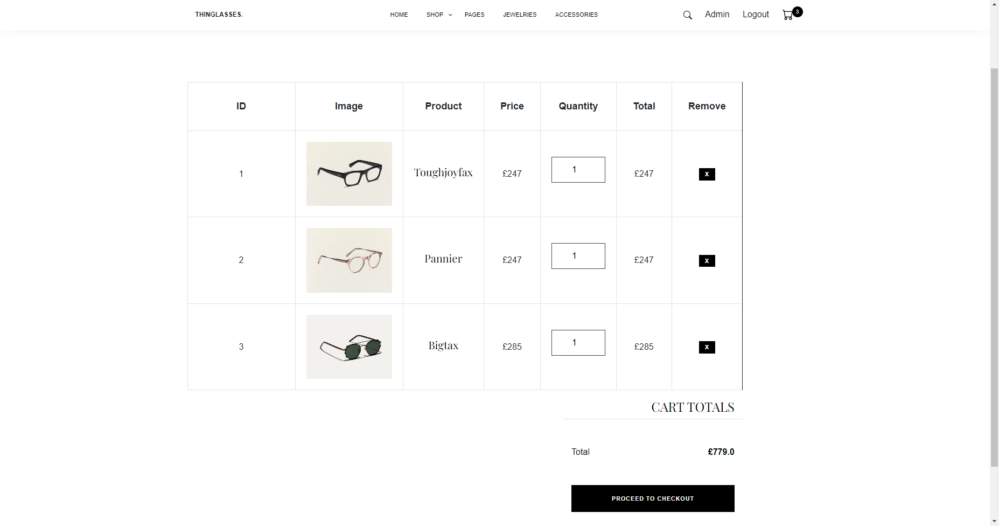 THINGLASSES.
HOME SHOP PAGES JEWELRIES ACCESSORIES
Admin Logout 3
ID Image Product Price Quantity Total Remove
1 Toughjoyfax £247 1 £247 x
2 Pannier £247 1 £247 x
3 Bigtax £285 1 £285 x
CART TOTALS
Total £779.0
PROCEED TO CHECKOUT